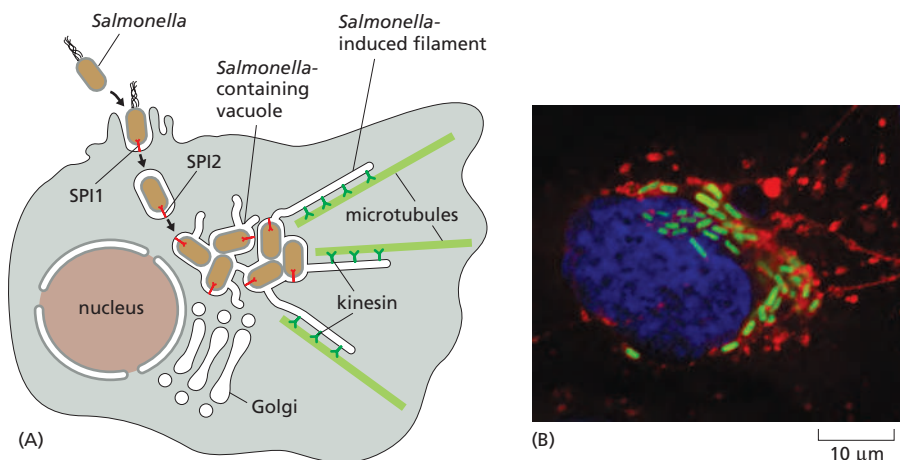 Salmonella
Salmonella-
induced filament
Salmonella-
containing
vacuole
SPI2
SPI1
microtubules
nucleus
kinesin
Golgi
(A)
(B)
10 μm